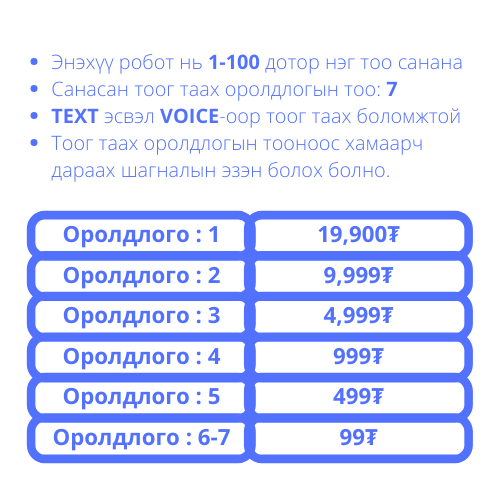 • Энэхүү робот нь 1-100 дотор нэг тоо санана
• Санасан тоог таах оролдлогын тоо: 7
• TEXT эсвэл VOICE-оор тоог таах боломжтой
• Тоог таах оролдлогын тооноос хамаарч
дараах шагналын эзэн болох болно.
Оролдлого : 1 19,900₮
Оролдлого : 2 9,999₮
Оролдлого : 3 4,999₮
Оролдлого : 4 999₮
Оролдлого : 5 499₮
Оролдлого : 6-7 99₮